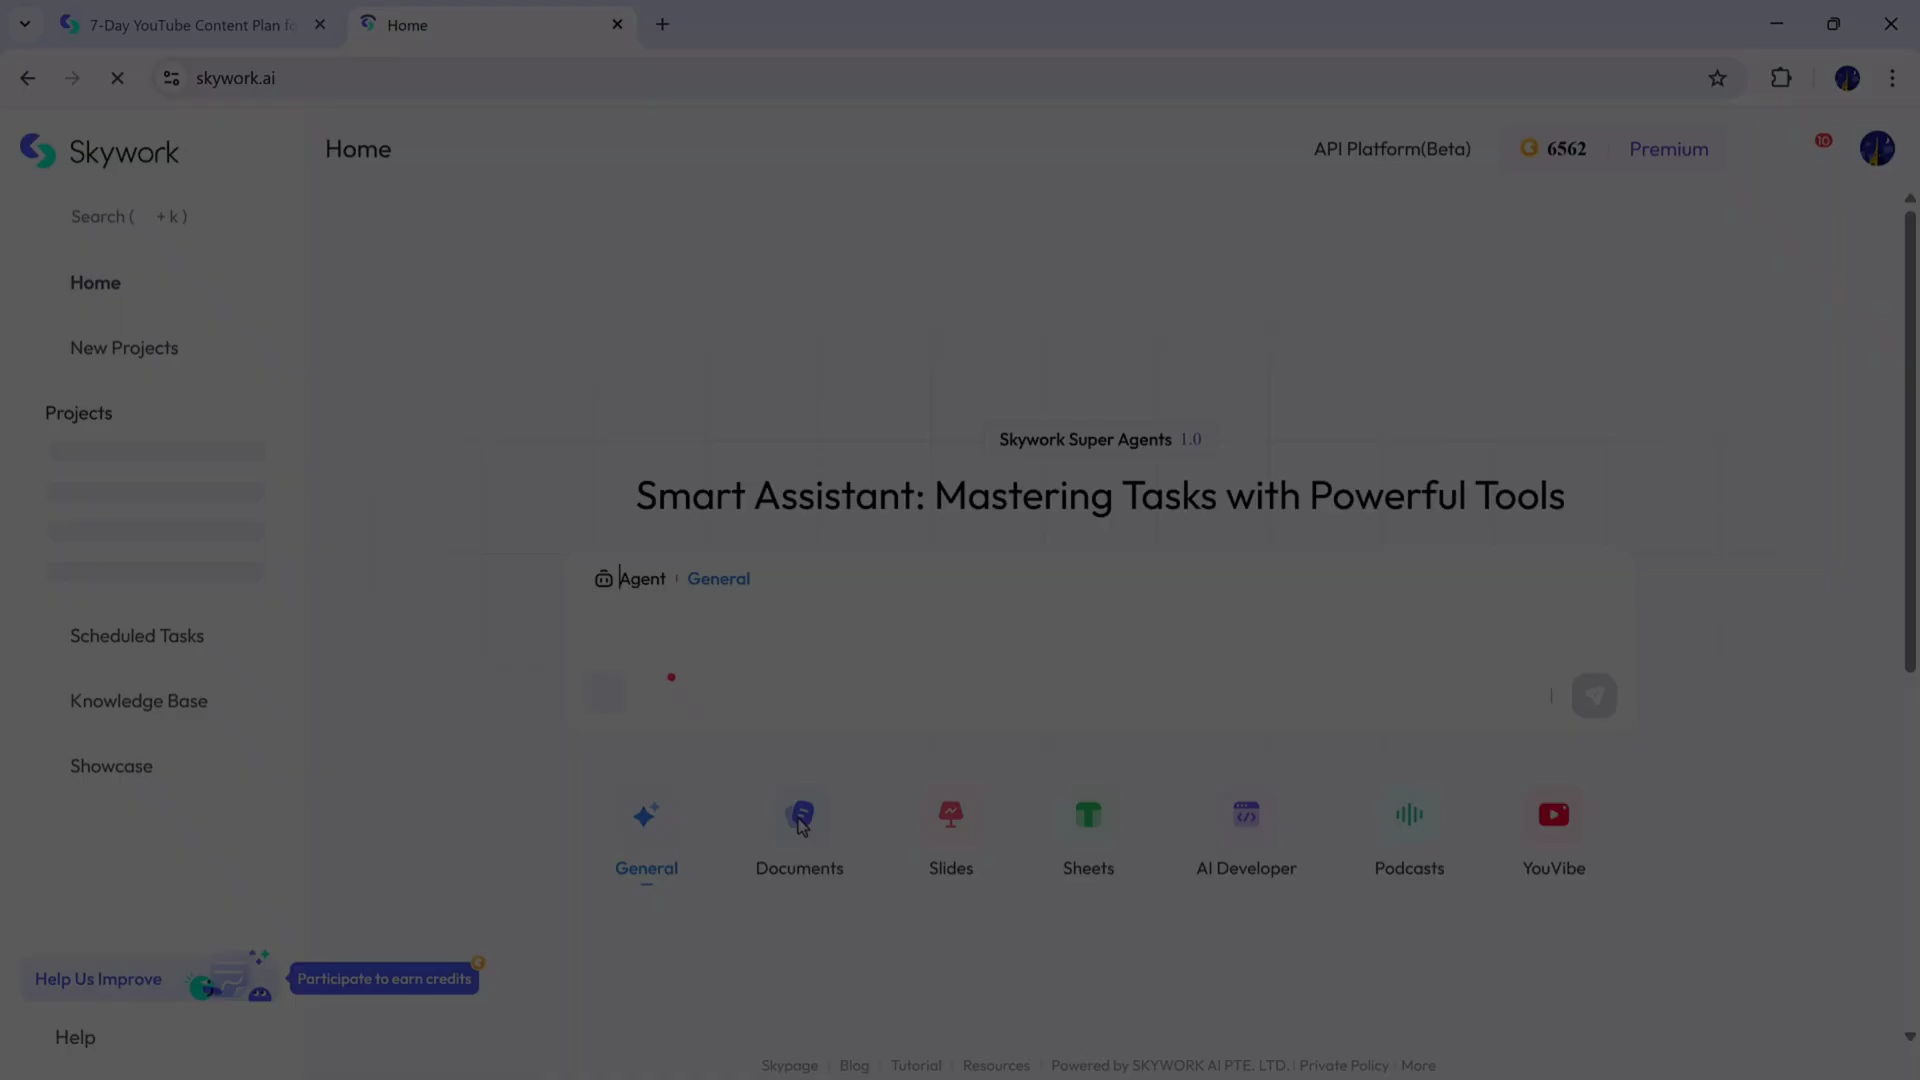 7-Day YouTube Content Plan fo
Home
skywork.ai
Skywork
Home
API Platform(Beta)
6562
Premium
10
Search ( + k )
Home
New Projects
Projects
Scheduled Tasks
Knowledge Base
Showcase
Skywork Super Agents 1.0
Smart Assistant: Mastering Tasks with Powerful Tools
Agent
General
General
Documents
Slides
Sheets
AI Developer
Podcasts
YouVibe
Help Us Improve
Participate to earn credits
Help
Skypage
Blog
Tutorial
Resources
Powered by SKYWORK AI PTE. LTD.
Private Policy
More